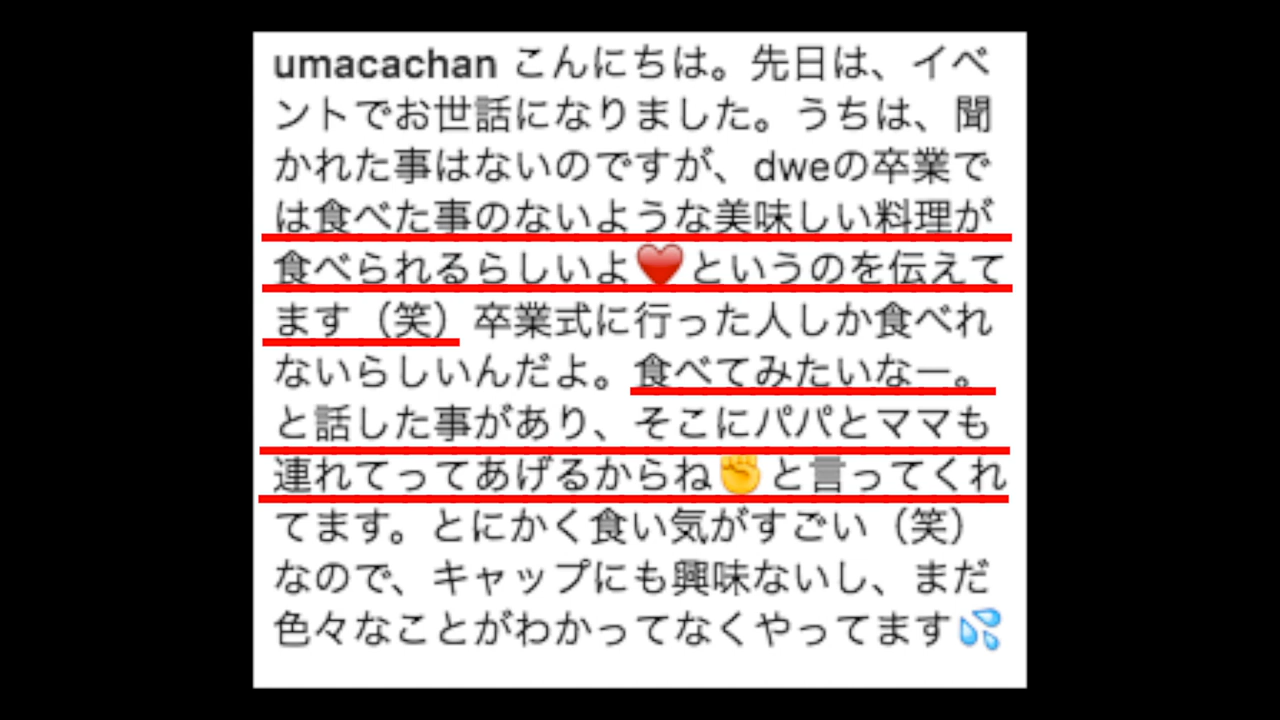 umacachan こんにちは。先日は、イベ
ントでお世話になりました。うちは、聞
かれた事はないのですが、dweの卒業で
は食べた事のないような美味しい料理が
食べられるらしいよ❤️というのを伝えて
ます（笑）卒業式に行った人しか食べれ
ないらしいんだよ。食べてみたいなー。
と話した事があり、そこにパパとママも
連れてってあげるからね✊と言ってくれ
てます。とにかく食い気がすごい（笑）
なので、キャップにも興味ないし、まだ
色々なことがわかってなくやってます💦